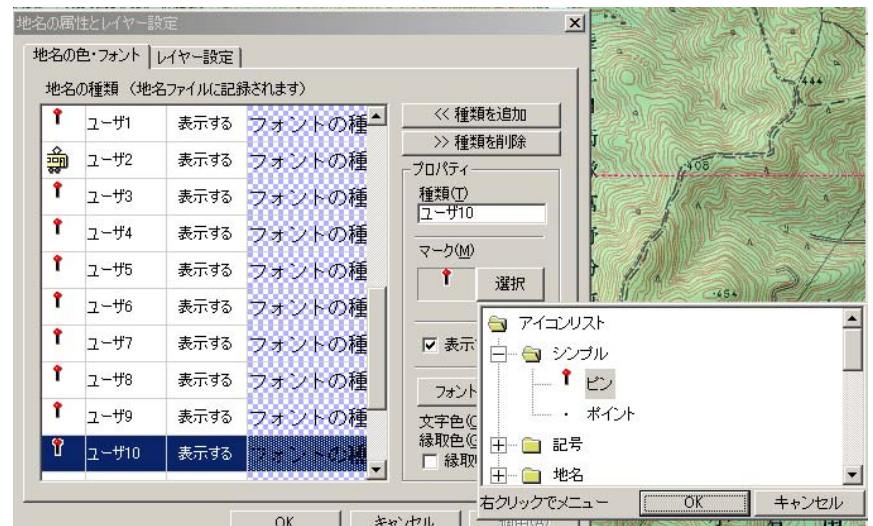 地名の属性とレイヤー設定
地名の色・フォント レイヤー設定
地名の種類 （地名ファイルに記録されます）
ユーザ1 表示する フォントの種
ユーザ2 表示する フォントの種
ユーザ3 表示する フォントの種
ユーザ4 表示する フォントの種
ユーザ5 表示する フォントの種
ユーザ6 表示する フォントの種
ユーザ7 表示する フォントの種
ユーザ8 表示する フォントの種
ユーザ9 表示する フォントの種
ユーザ10 表示する フォントの種
<< 種類を追加
>> 種類を削除
プロパティ
種類(T)
ユーザ10
マーク(M)
選択
表示
フォント
文字色(C
縁取色(G
縁取
アイコンリスト
シンプル
ピン
ポイント
記号
地名
右クリックでメニュー OK キャンセル
OK キャンセル 適用(A)
444
408
454